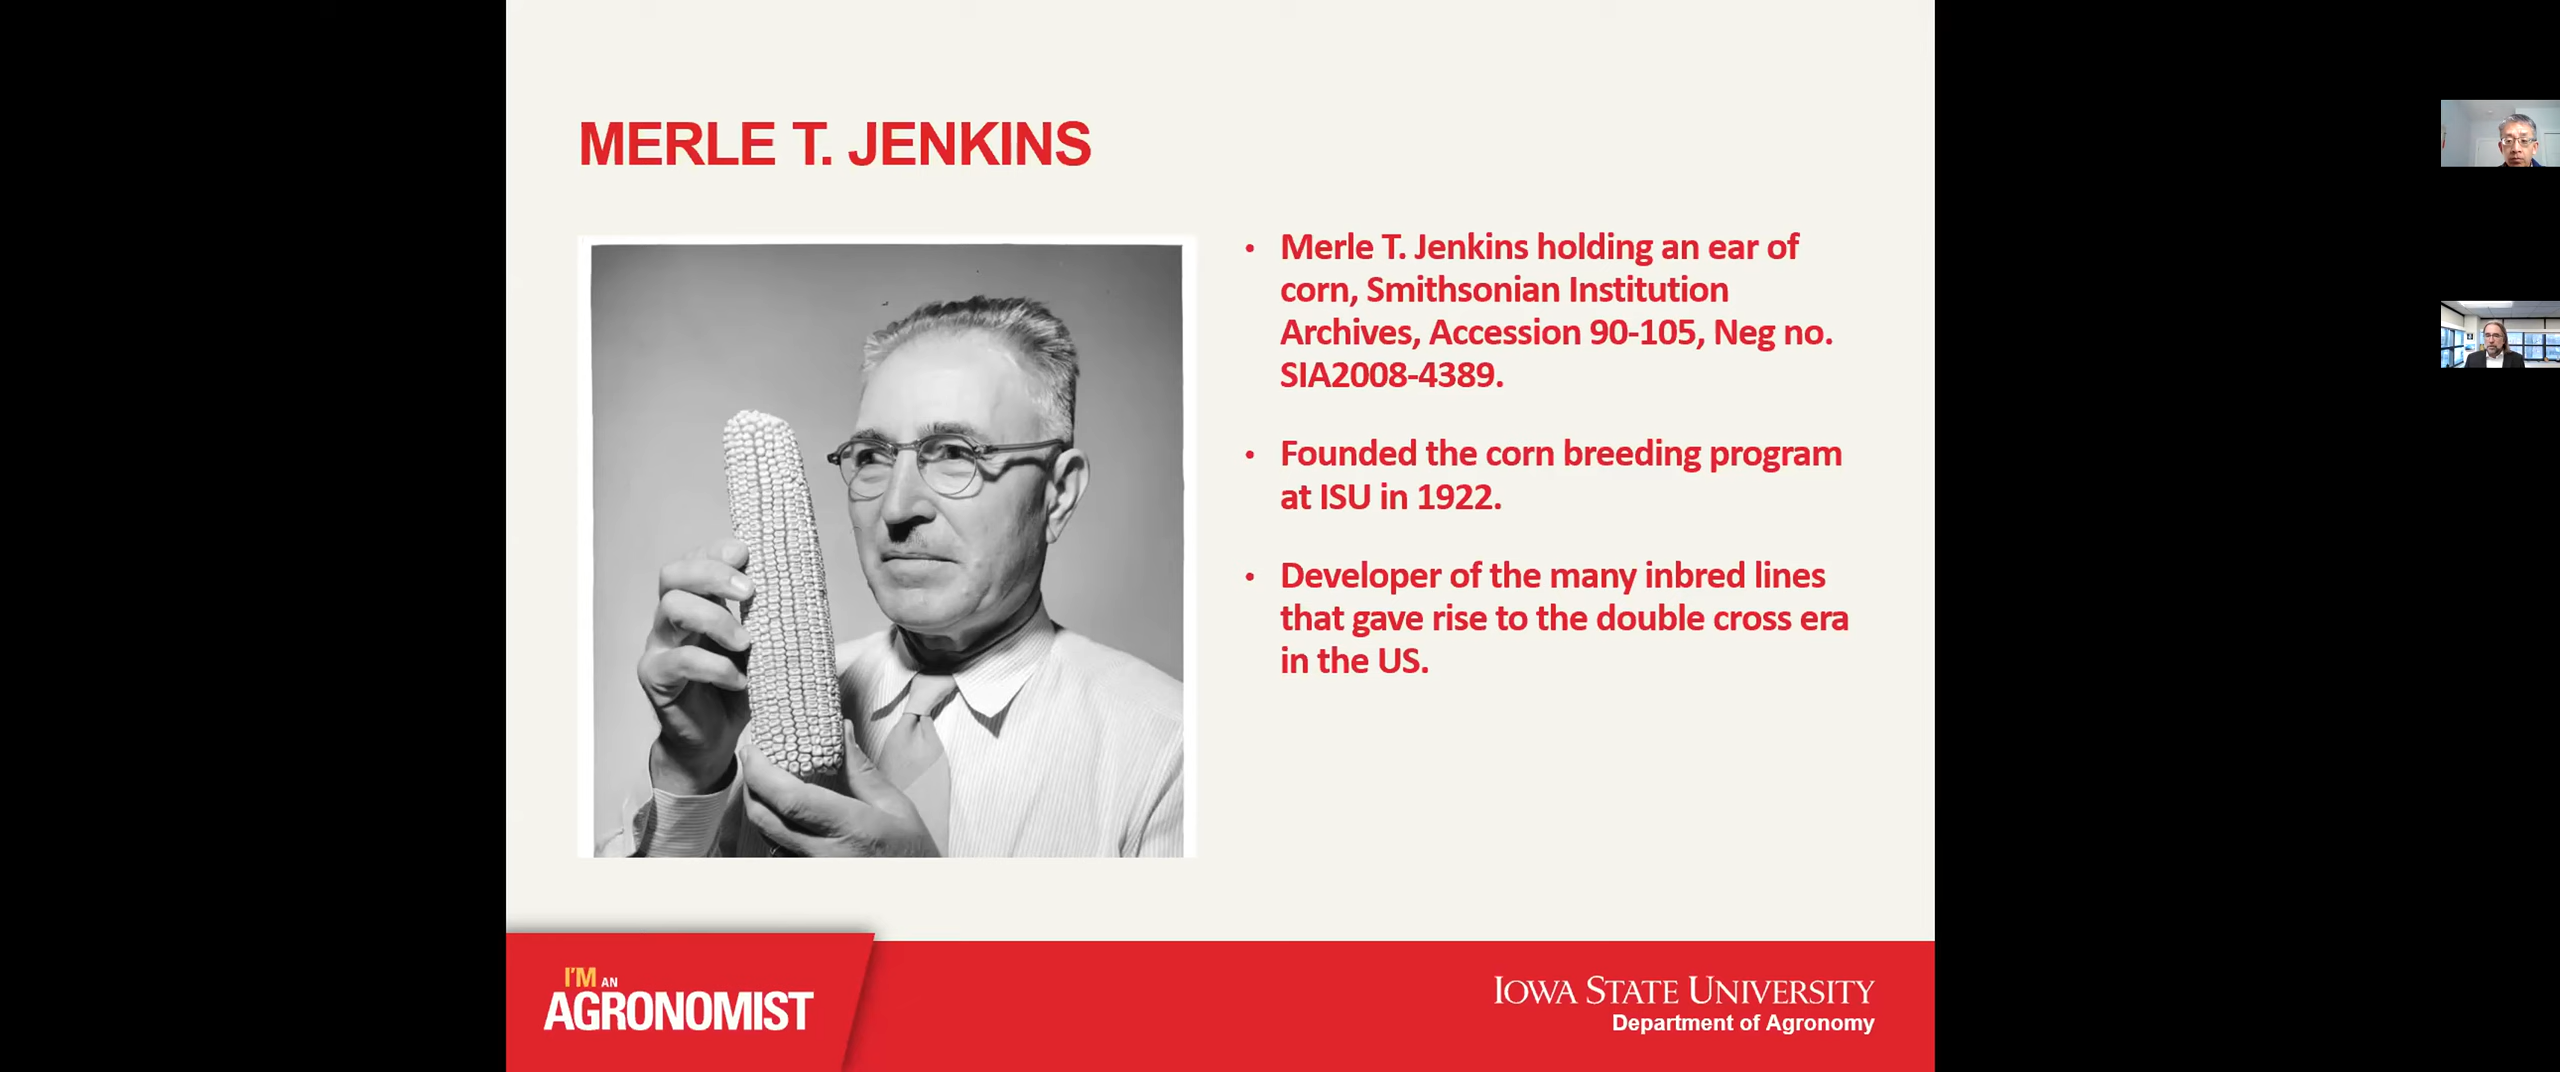 MERLE T. JENKINS
• Merle T. Jenkins holding an ear of
corn, Smithsonian Institution
Archives, Accession 90-105, Neg no.
SIA2008-4389.
• Founded the corn breeding program
at ISU in 1922.
• Developer of the many inbred lines
that gave rise to the double cross era
in the US.
I'M AN
AGRONOMIST
IOWA STATE UNIVERSITY
Department of Agronomy